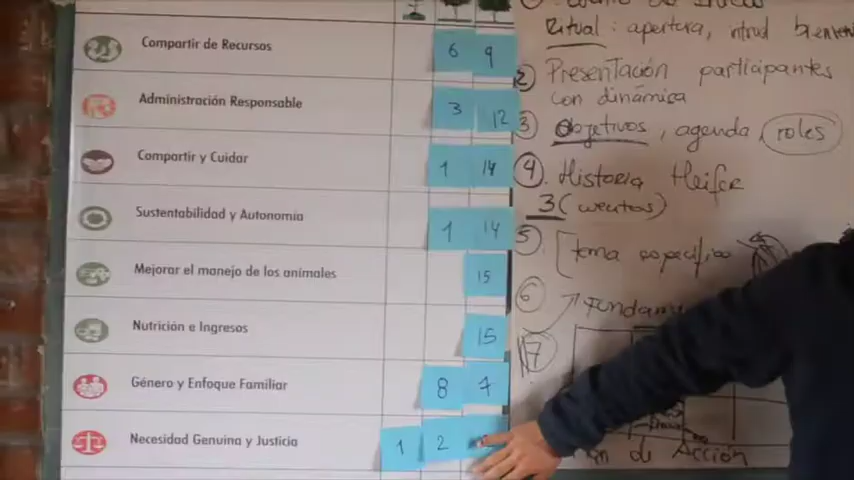 Compartir de Recursos
6 9
Administración Responsable
3 12
Compartir y Cuidar
1 14
Sustentabilidad y Autonomía
1 14
Mejorar el manejo de los animales
15
Nutrición e Ingresos
15
Género y Enfoque Familiar
8 7
Necesidad Genuina y Justicia
1 2
Ritual: apertura,
2 Presentación participantes
con dinámica
3 objetivos, agenda, roles
4. Historia Heifer
3 (cuentos)
5 [tema específico
6
7
de Acción